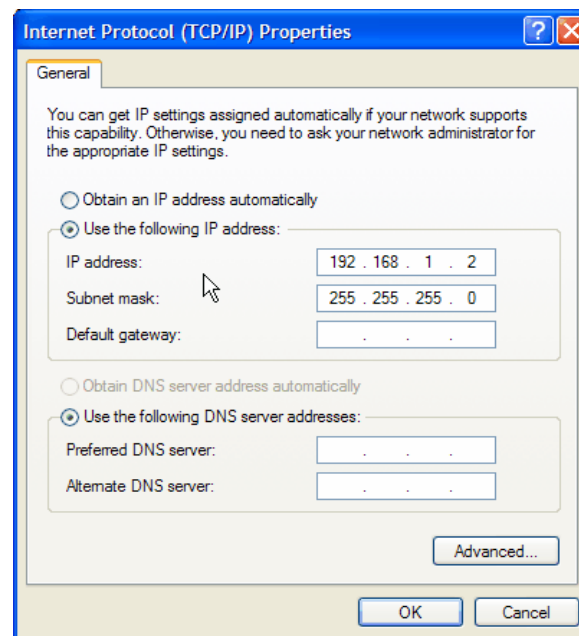 Internet Protocol (TCP/IP) Properties
General
You can get IP settings assigned automatically if your network supports
this capability. Otherwise, you need to ask your network administrator for
the appropriate IP settings.
Obtain an IP address automatically
Use the following IP address:
IP address: 192 . 168 . 1 . 2
Subnet mask: 255 . 255 . 255 . 0
Default gateway: . . .
Obtain DNS server address automatically
Use the following DNS server addresses:
Preferred DNS server: . . .
Alternate DNS server: . . .
Advanced...
OK Cancel